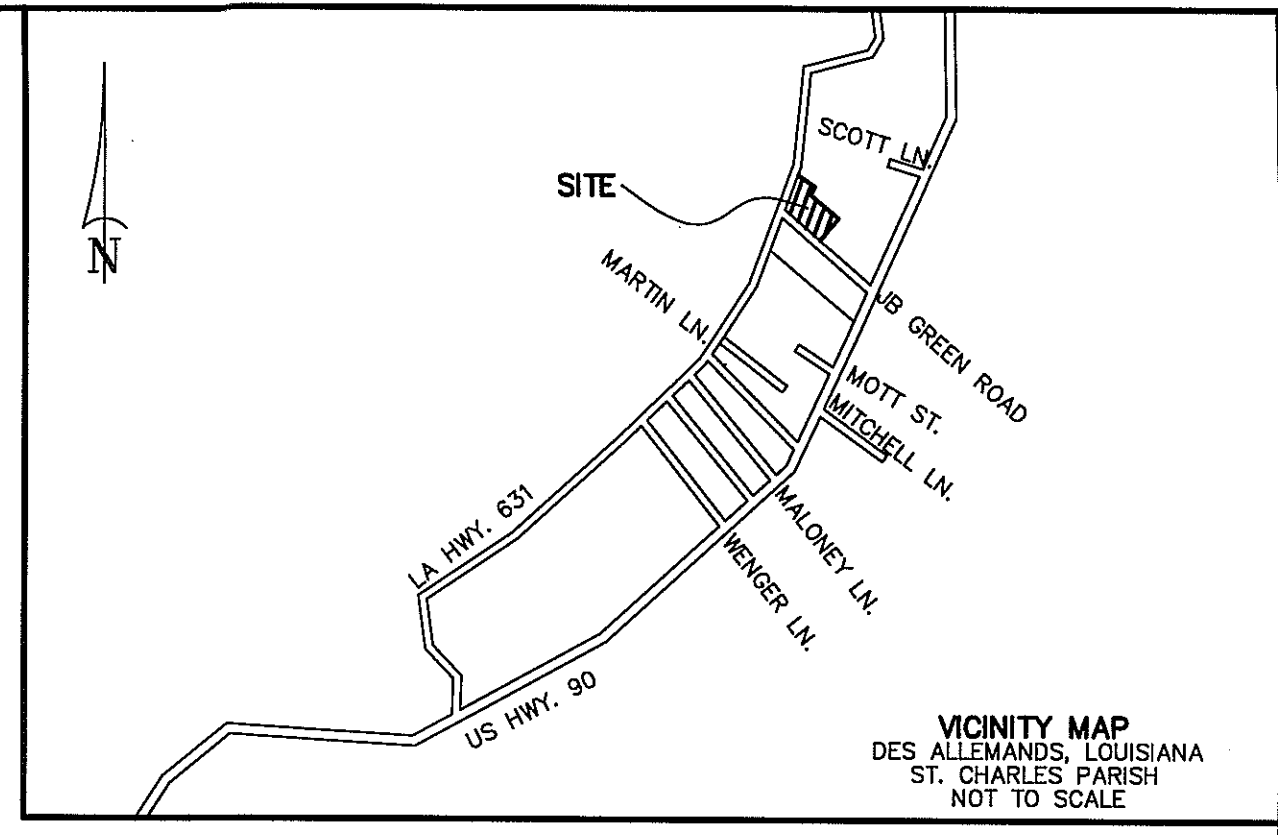 SCOTT LN.
SITE
N
MARTIN LN.
JB GREEN ROAD
MOTT ST.
MITCHELL LN.
LA HWY. 631
MALONEY LN.
WENGER LN.
US HWY. 90
VICINITY MAP
DES ALLEMANDS, LOUISIANA
ST. CHARLES PARISH
NOT TO SCALE